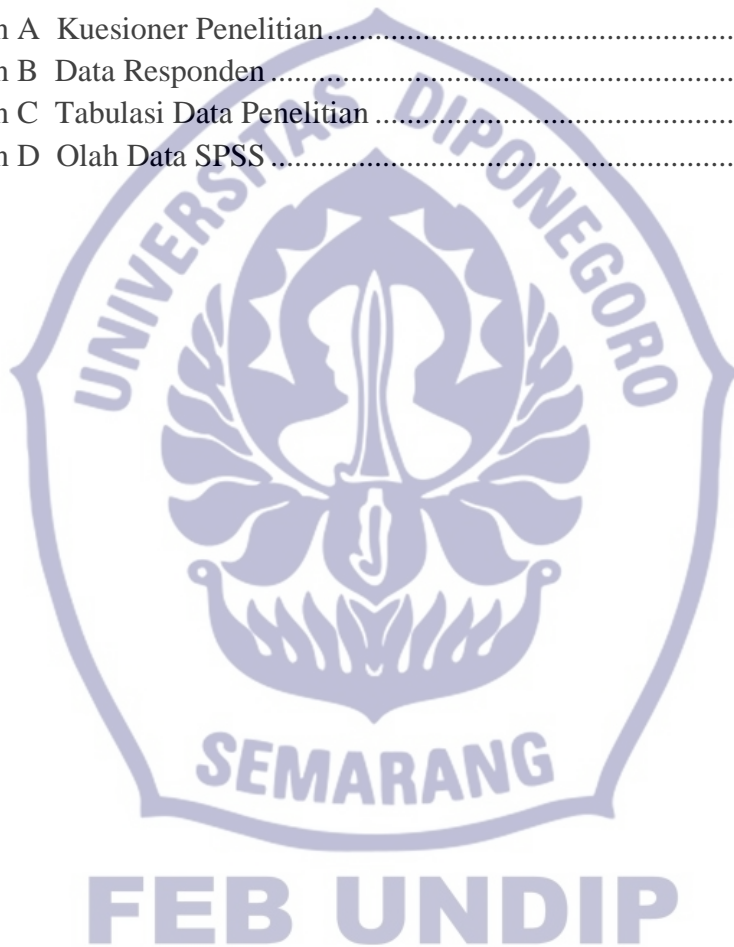 n A Kuesioner Penelitian......................................................
n B Data Responden.............................................................
n C Tabulasi Data Penelitian................................................
n D Olah Data SPSS.............................................................
UNIVERSITAS DIPONEGORO
SEMARANG
FEB UNDIP